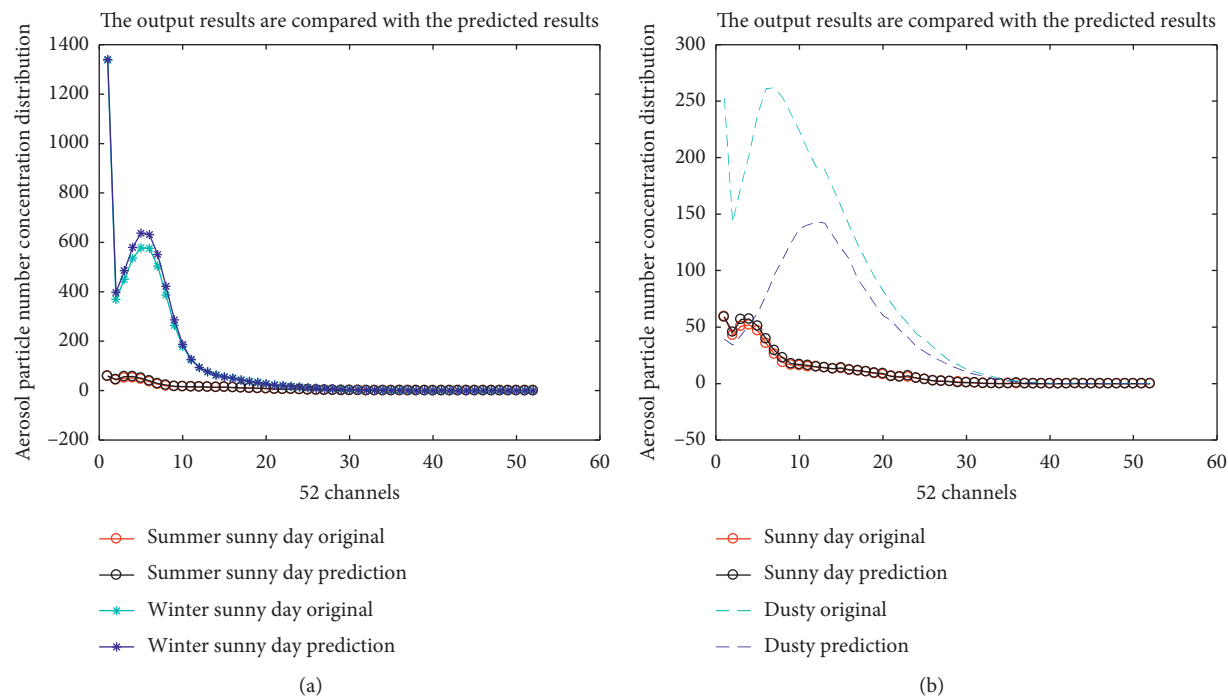 The output results are compared with the predicted results
Aerosol particle number concentration distribution
1400
1200
1000
800
600
400
200
0
−200
0
10
20
30
40
50
60
52 channels
Summer sunny day original
Summer sunny day prediction
Winter sunny day original
Winter sunny day prediction
(a)
The output results are compared with the predicted results
Aerosol particle number concentration distribution
300
250
200
150
100
50
0
−50
0
10
20
30
40
50
60
52 channels
Sunny day original
Sunny day prediction
Dusty original
Dusty prediction
(b)